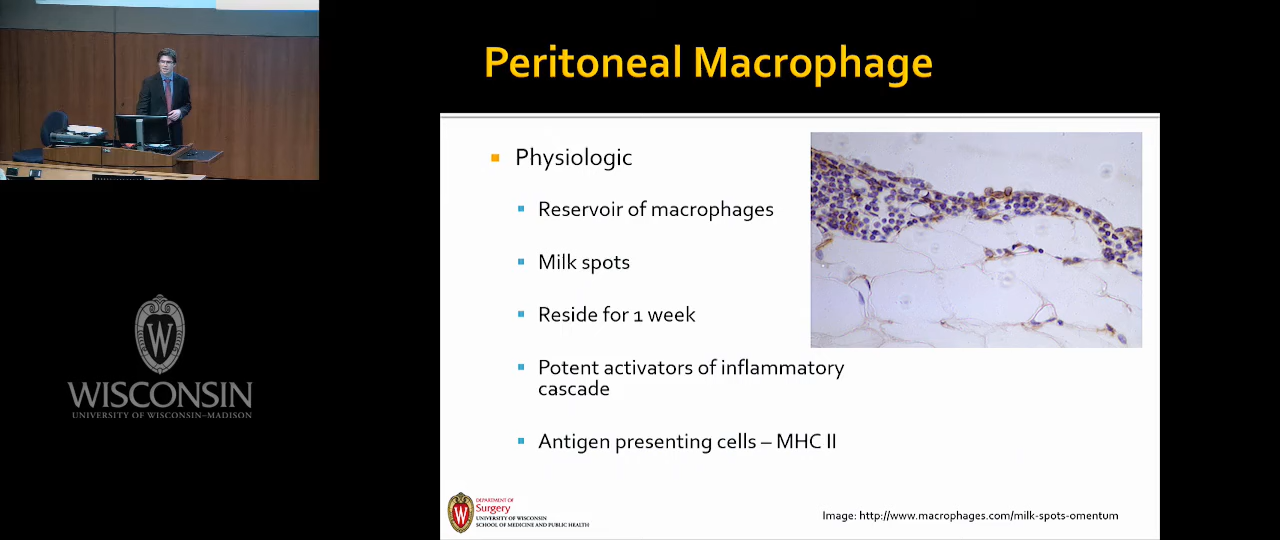 Peritoneal Macrophage
Physiologic
Reservoir of macrophages
Milk spots
Reside for 1 week
Potent activators of inflammatory
cascade
Antigen presenting cells – MHC II
W
WISCONSIN
UNIVERSITY OF WISCONSIN–MADISON
W
DEPARTMENT OF
Surgery
UNIVERSITY OF WISCONSIN
SCHOOL OF MEDICINE AND PUBLIC HEALTH
Image: http://www.macrophages.com/milk-spots-omentum